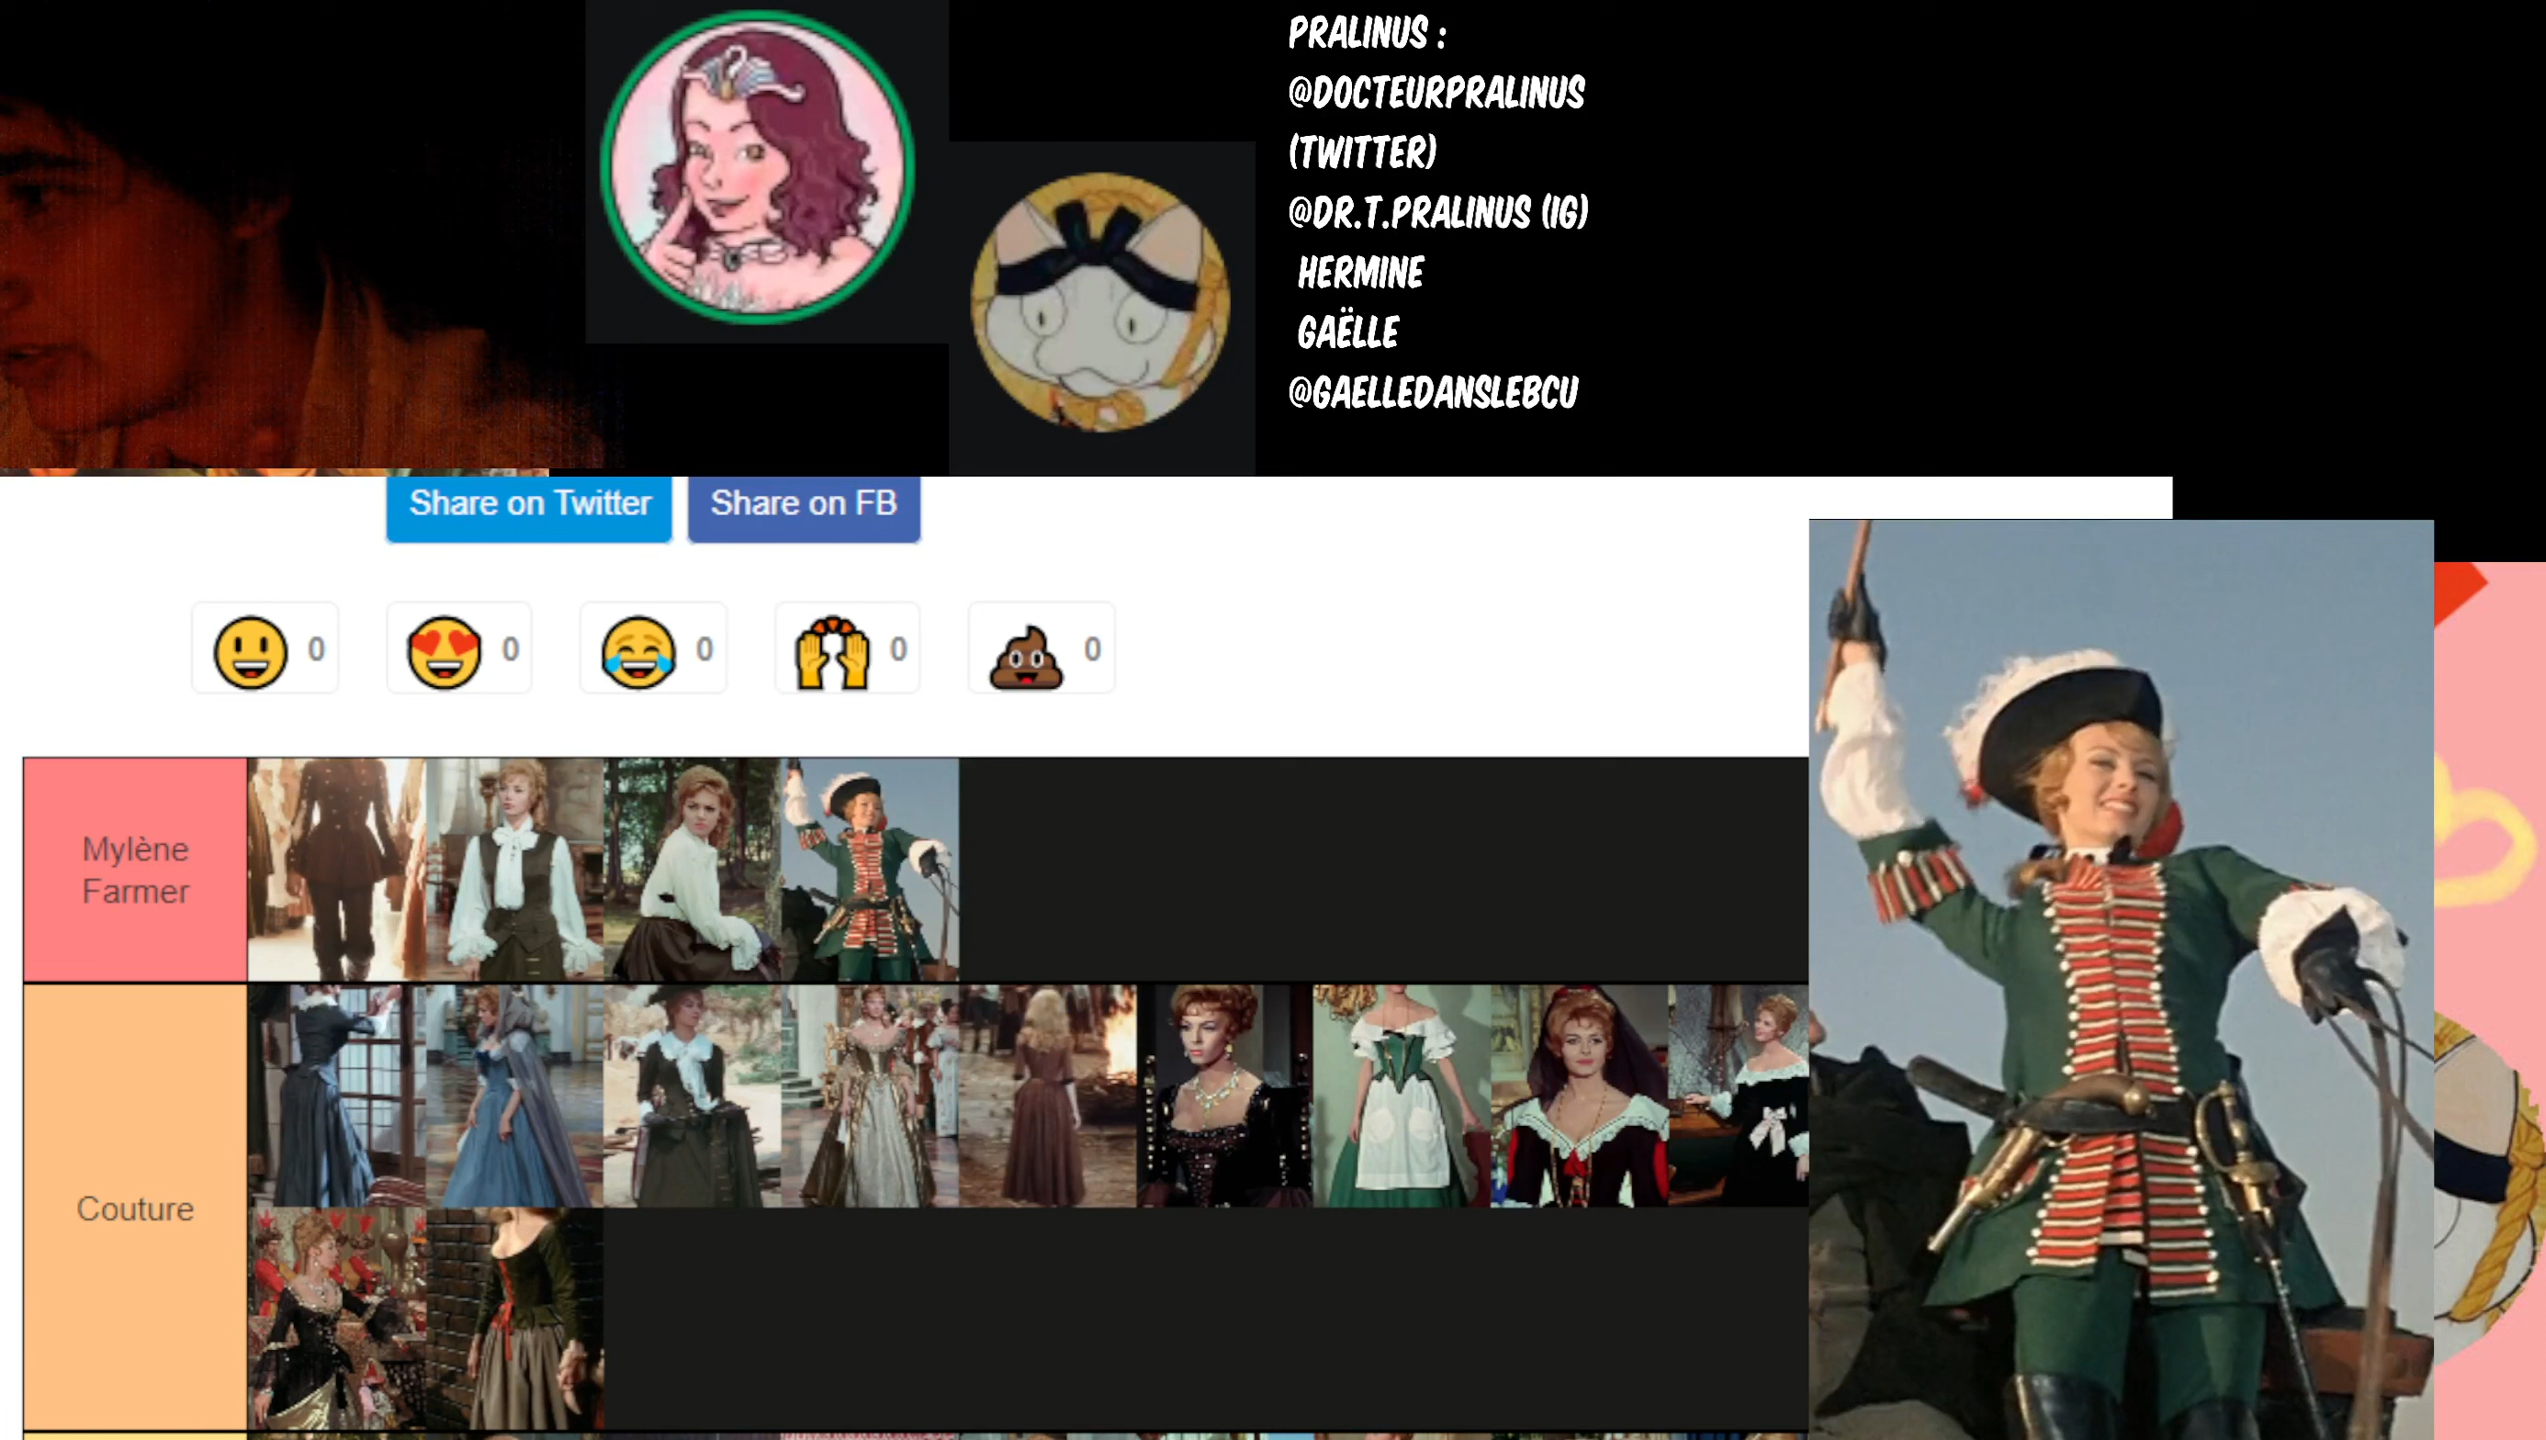 PRALINUS :
@DOCTEURPRALINUS
(TWITTER)
@DR.T.PRALINUS (IG)
HERMINE
GAËLLE
@GAELLEDANSLEBCU
Share on Twitter
Share on FB
0
0
0
0
0
Mylène
Farmer
Couture